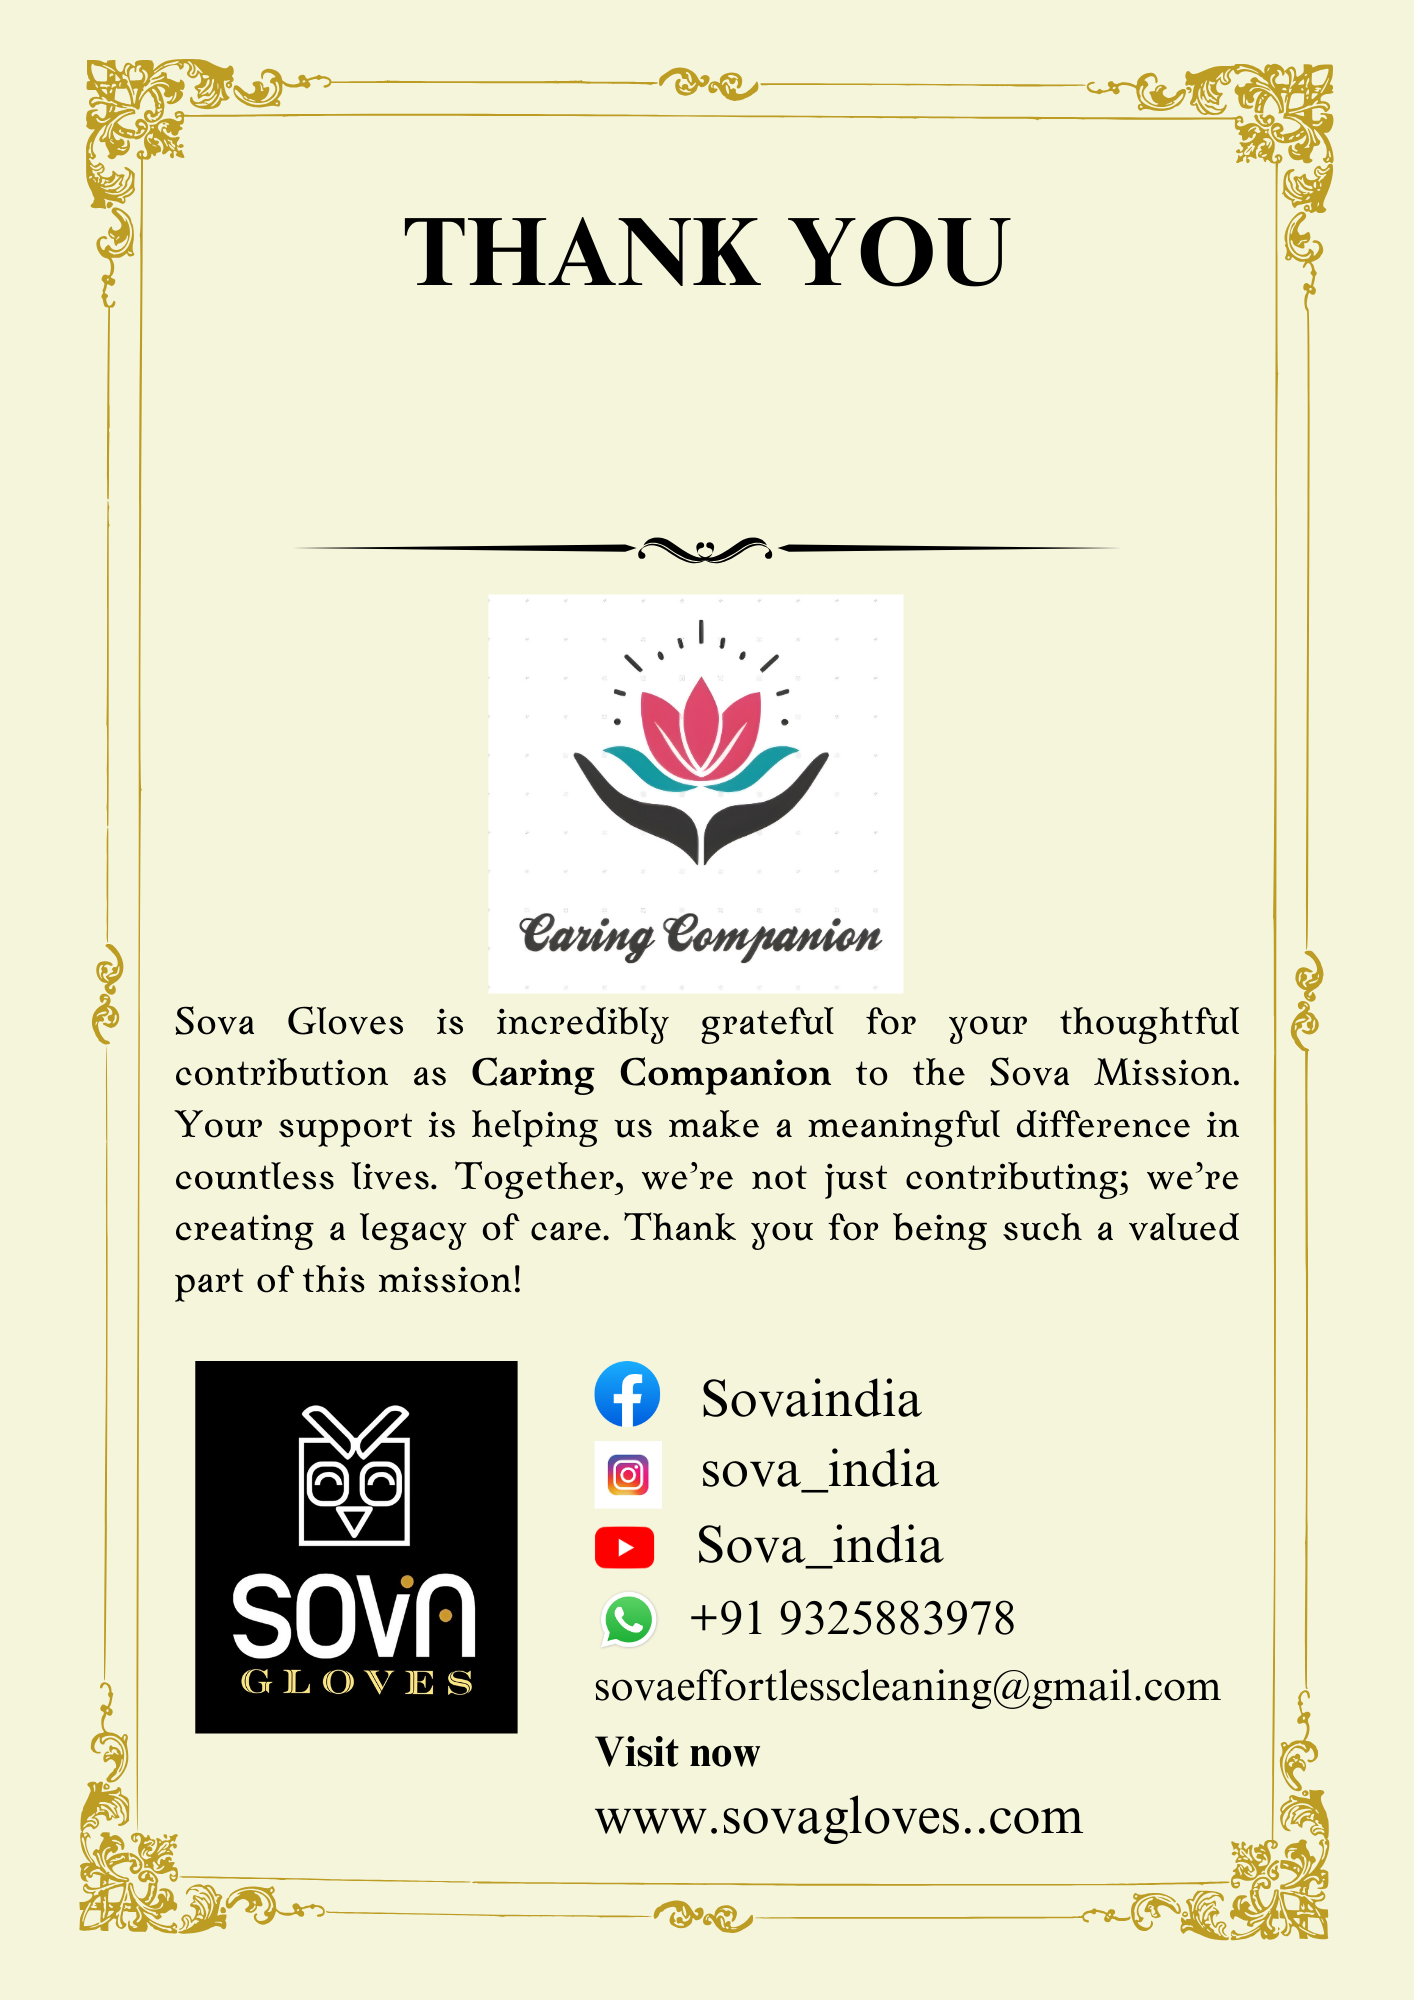 THANK YOU
Caring Companion
Sova Gloves is incredibly grateful for your thoughtful
contribution as Caring Companion to the Sova Mission.
Your support is helping us make a meaningful difference in
countless lives. Together, we’re not just contributing; we’re
creating a legacy of care. Thank you for being such a valued
part of this mission!
SOVA
GLOVES
Sovaindia
sova_india
Sova_india
+91 9325883978
sovaeffortlesscleaning@gmail.com
Visit now
www.sovagloves..com